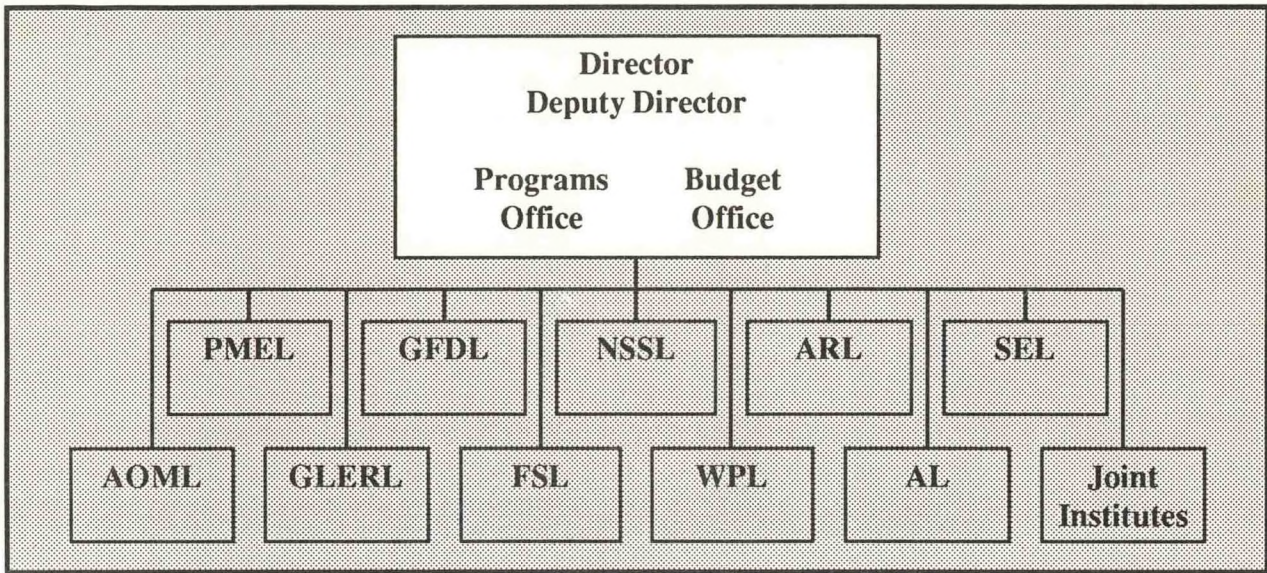 Director
Deputy Director
Programs Office
Budget Office
PMEL
GFDL
NSSL
ARL
SEL
AOML
GLERL
FSL
WPL
AL
Joint
Institutes